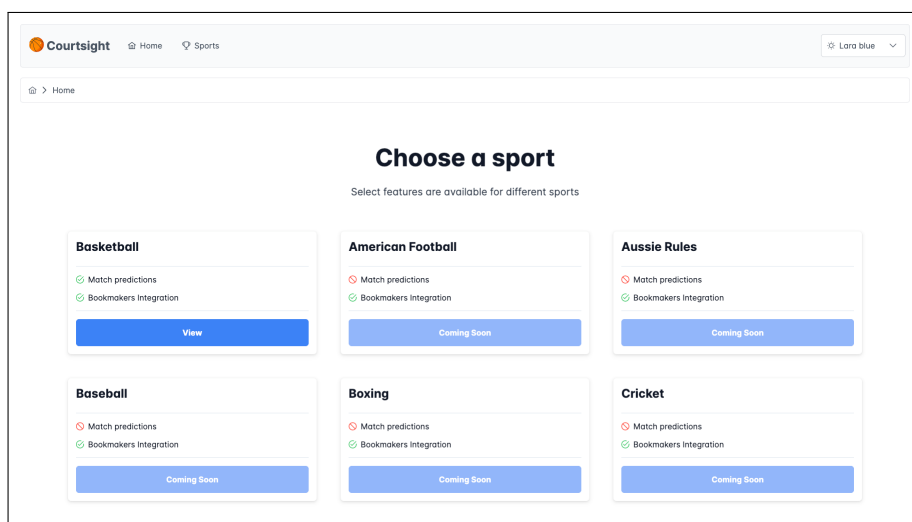 Courtsight Home Sports Lara blue
Home
Choose a sport
Select features are available for different sports
Basketball
Match predictions
Bookmakers Integration
View
American Football
Match predictions
Bookmakers Integration
Coming Soon
Aussie Rules
Match predictions
Bookmakers Integration
Coming Soon
Baseball
Match predictions
Bookmakers Integration
Coming Soon
Boxing
Match predictions
Bookmakers Integration
Coming Soon
Cricket
Match predictions
Bookmakers Integration
Coming Soon